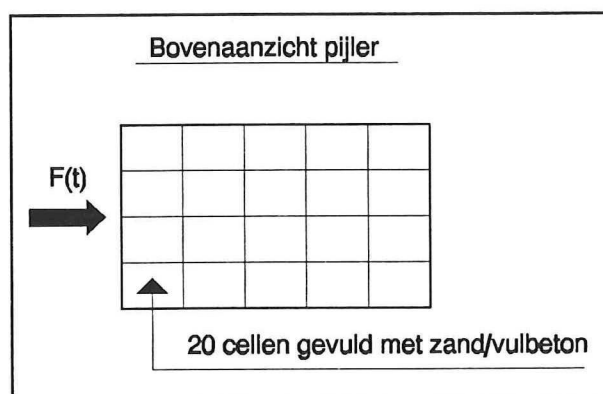 Bovenaanzicht pijler
F(t)
20 cellen gevuld met zand/vulbeton